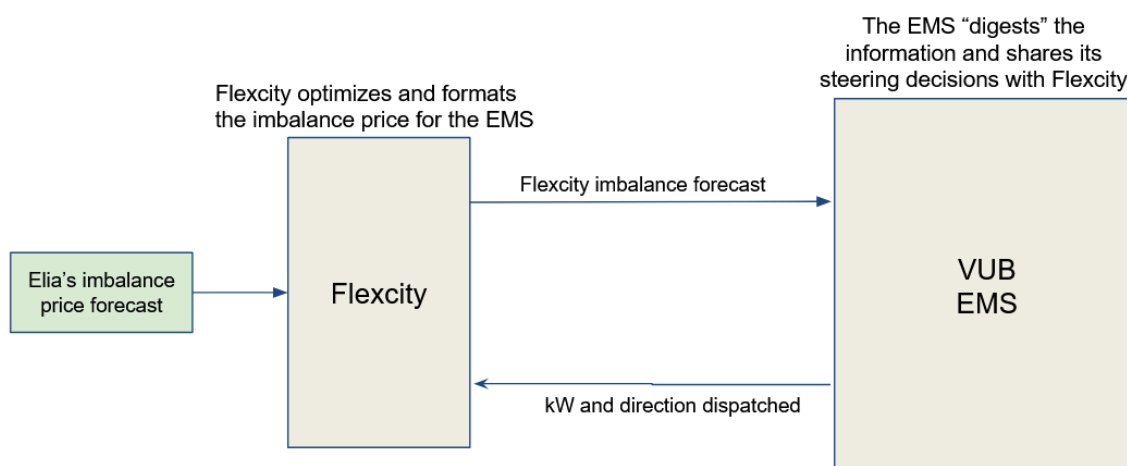 The EMS “digests” the
information and shares its
steering decisions with Flexcity
Flexcity optimizes and formats
the imbalance price for the EMS
Flexcity imbalance forecast
Elia’s imbalance
price forecast
Flexcity
VUB
EMS
kW and direction dispatched